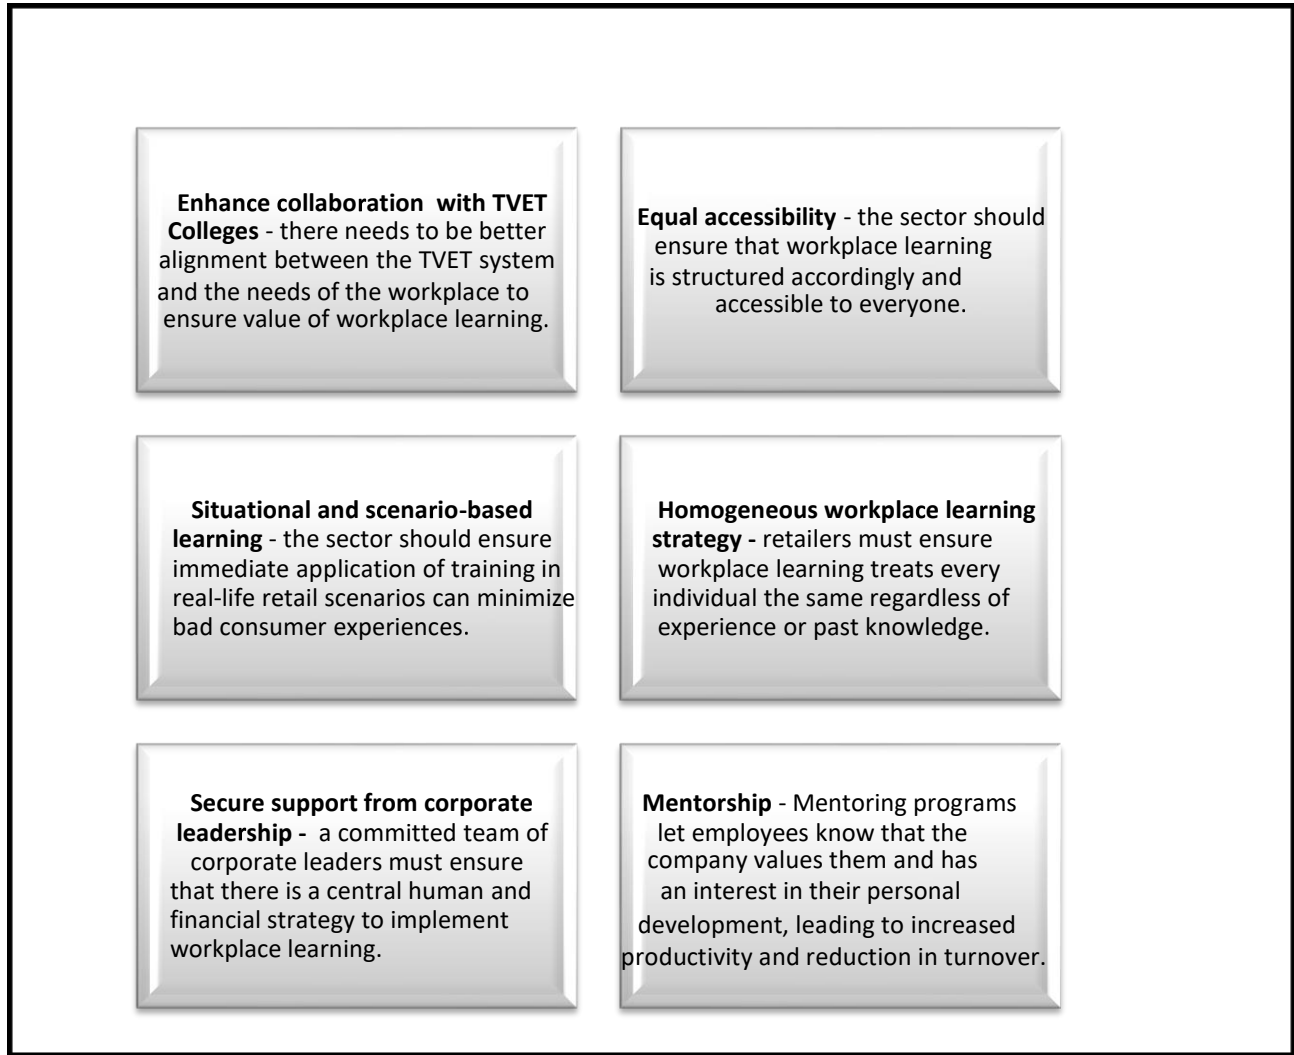 Enhance collaboration with TVET
Colleges - there needs to be better
alignment between the TVET system
and the needs of the workplace to
ensure value of workplace learning.
Equal accessibility - the sector should
ensure that workplace learning
is structured accordingly and
accessible to everyone.
Situational and scenario-based
learning - the sector should ensure
immediate application of training in
real-life retail scenarios can minimize
bad consumer experiences.
Homogeneous workplace learning
strategy - retailers must ensure
workplace learning treats every
individual the same regardless of
experience or past knowledge.
Secure support from corporate
leadership - a committed team of
corporate leaders must ensure
that there is a central human and
financial strategy to implement
workplace learning.
Mentorship - Mentoring programs
let employees know that the
company values them and has
an interest in their personal
development, leading to increased
productivity and reduction in turnover.